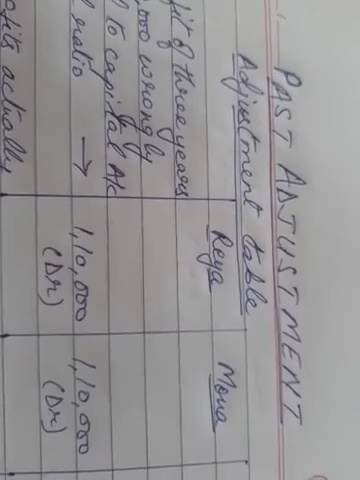 PAST ADJUSTMENT
Adjustment table
Reya
Mona
of three years
wrongly
to capital A/c
ratio → 1,10,000 1,10,000
(Dr) (Dr)
actually